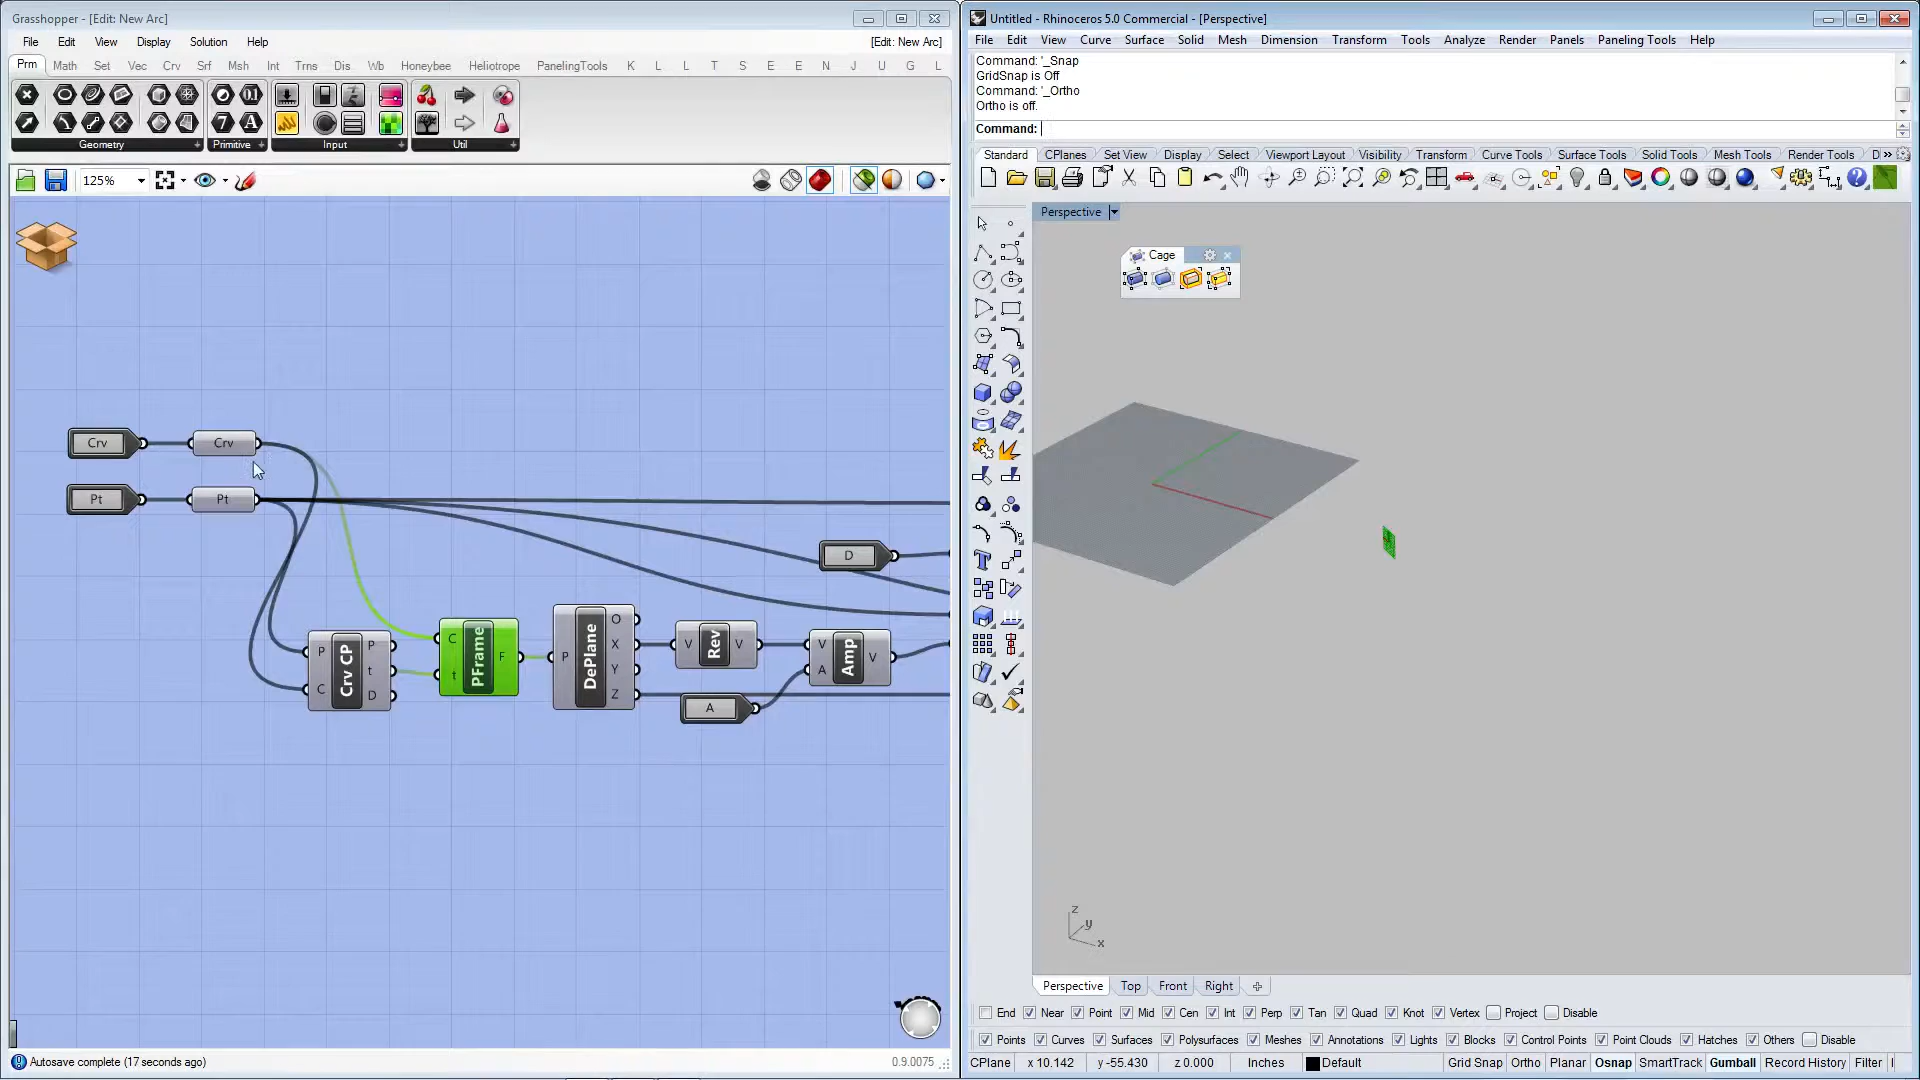 Grasshopper - [Edit: New Arc]
File Edit View Display Solution Help [Edit: New Arc]
Prm Math Set Vec Crv Srf Msh Int Trns Dis Wb Honeybee Heliotrope PanelingTools K L L T S E E N J U G L
Geometry Primitive Input Util
125%
Crv Crv
Pt Pt
D
P C Crv CP P t D
C t PFrame F
P DePlane O X Y Z
V Rev V
V A Amp V
A
Autosave complete (17 seconds ago) 0.9.0075
Untitled - Rhinoceros 5.0 Commercial - [Perspective]
File Edit View Curve Surface Solid Mesh Dimension Transform Tools Analyze Render Panels Paneling Tools Help
Command: '_Snap
GridSnap is Off
Command: '_Ortho
Ortho is off.
Command:
Standard CPlanes Set View Display Select Viewport Layout Visibility Transform Curve Tools Surface Tools Solid Tools Mesh Tools Render Tools D »
Perspective
Cage
z
y
x
Perspective Top Front Right
End Near Point Mid Cen Int Perp Tan Quad Knot Vertex Project Disable
Points Curves Surfaces Polysurfaces Meshes Annotations Lights Blocks Control Points Point Clouds Hatches Others Disable
CPlane x 10.142 y -55.430 z 0.000 Inches Default Grid Snap Ortho Planar Osnap SmartTrack Gumball Record History Filter